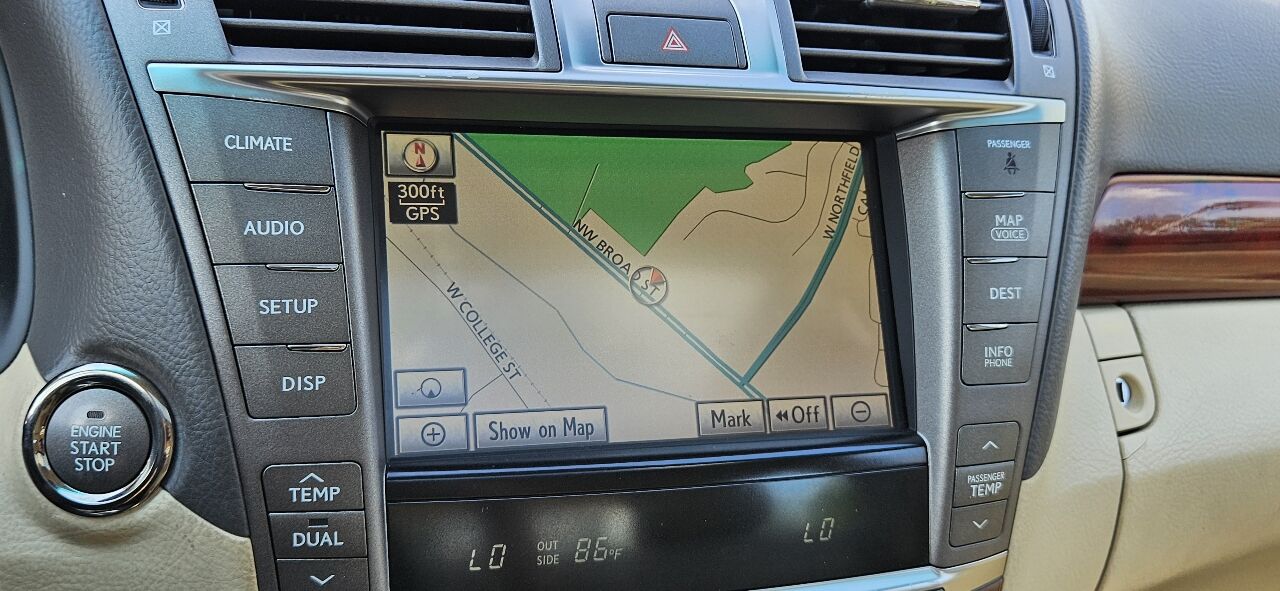 CLIMATE
AUDIO
SETUP
DISP
ENGINE
START
STOP
TEMP
DUAL
N
300ft
GPS
NW BROAD ST
W COLLEGE ST
W NORTHFIELD
Show on Map
Mark
Off
LO
OUT
SIDE
86°F
LO
PASSENGER
MAP
VOICE
DEST
INFO
PHONE
PASSENGER
TEMP